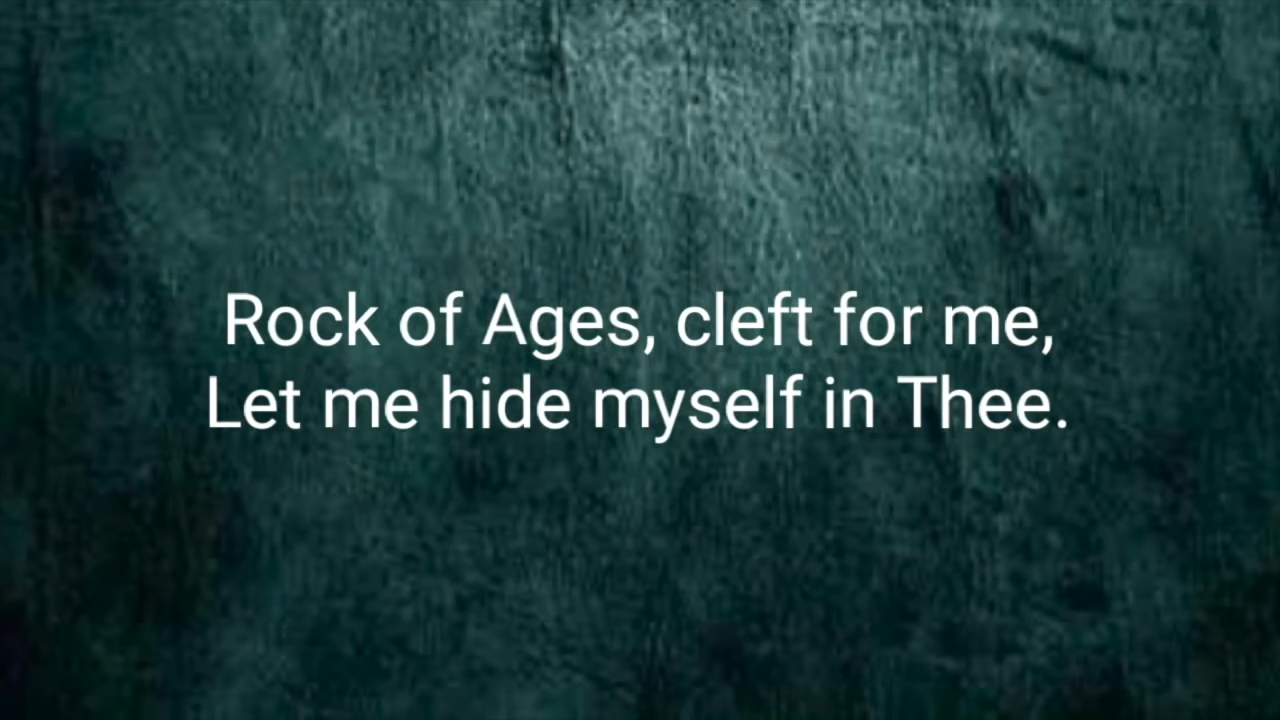 Rock of Ages, cleft for me,
Let me hide myself in Thee.